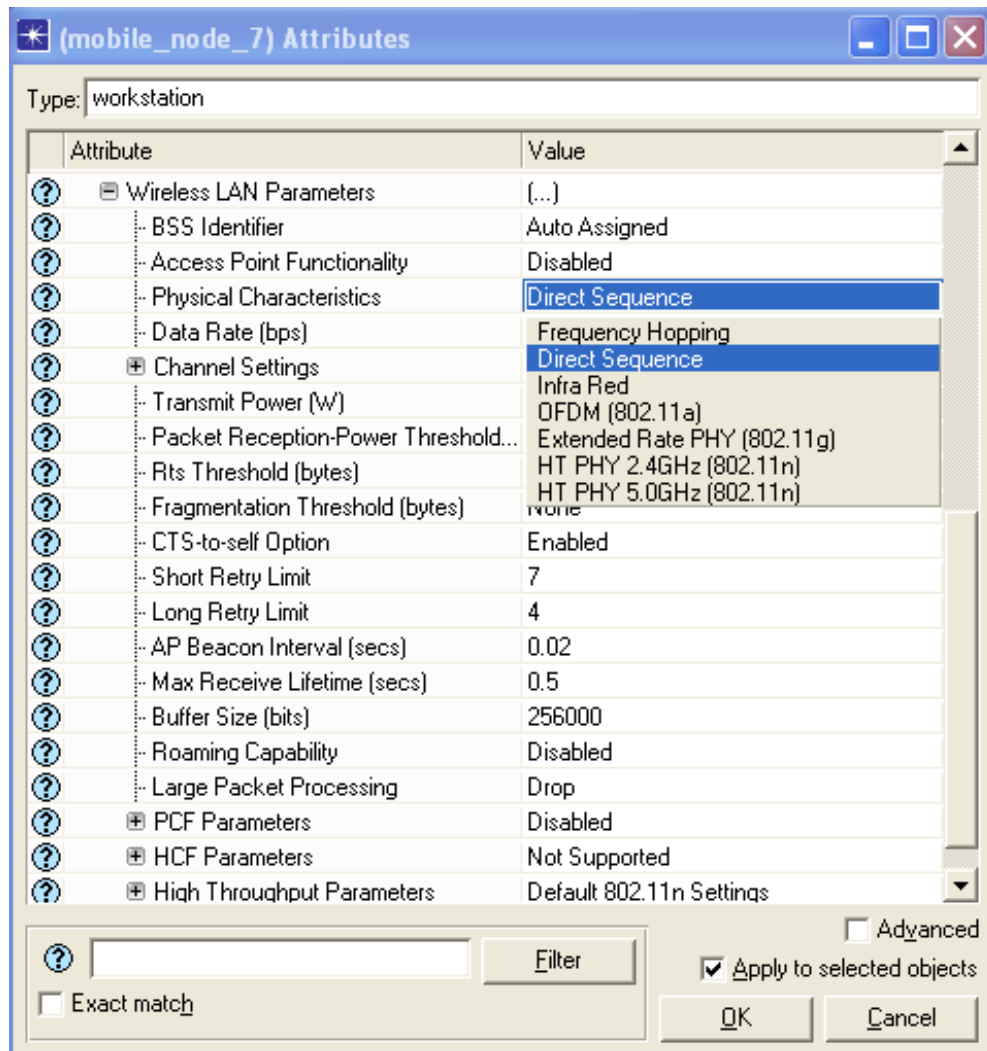 (mobile_node_7) Attributes
Type: workstation
Attribute Value
Wireless LAN Parameters (...)
BSS Identifier Auto Assigned
Access Point Functionality Disabled
Physical Characteristics Direct Sequence
Data Rate (bps) Frequency Hopping
Direct Sequence
Channel Settings Infra Red
Transmit Power (W) OFDM (802.11a)
Packet Reception-Power Threshold... Extended Rate PHY (802.11g)
Rts Threshold (bytes) HT PHY 2.4GHz (802.11n)
HT PHY 5.0GHz (802.11n)
Fragmentation Threshold (bytes) None
CTS-to-self Option Enabled
Short Retry Limit 7
Long Retry Limit 4
AP Beacon Interval (secs) 0.02
Max Receive Lifetime (secs) 0.5
Buffer Size (bits) 256000
Roaming Capability Disabled
Large Packet Processing Drop
PCF Parameters Disabled
HCF Parameters Not Supported
High Throughput Parameters Default 802.11n Settings
Advanced
Filter
Apply to selected objects
Exact match
OK Cancel